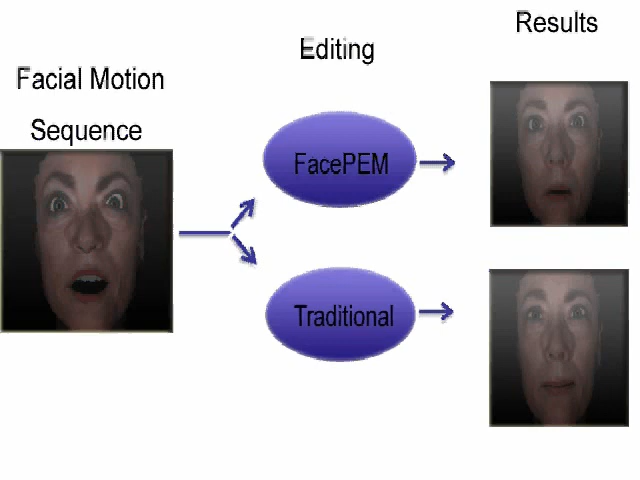 Results
Editing
Facial Motion
Sequence
FacePEM
Traditional